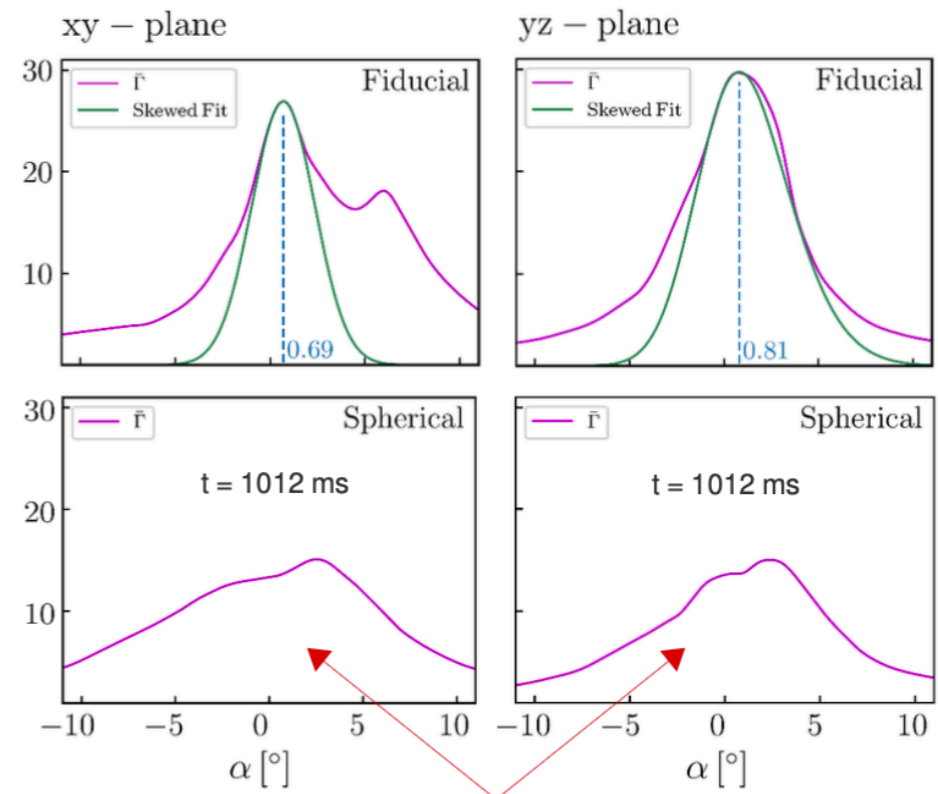 xy − plane
yz − plane
30
20
10
Γ̄
Skewed Fit
Fiducial
0.69
Γ̄
Skewed Fit
Fiducial
0.81
30
20
10
Γ̄
Spherical
t = 1012 ms
Γ̄
Spherical
t = 1012 ms
−10 −5 0 5 10
−10 −5 0 5 10
α [°]
α [°]